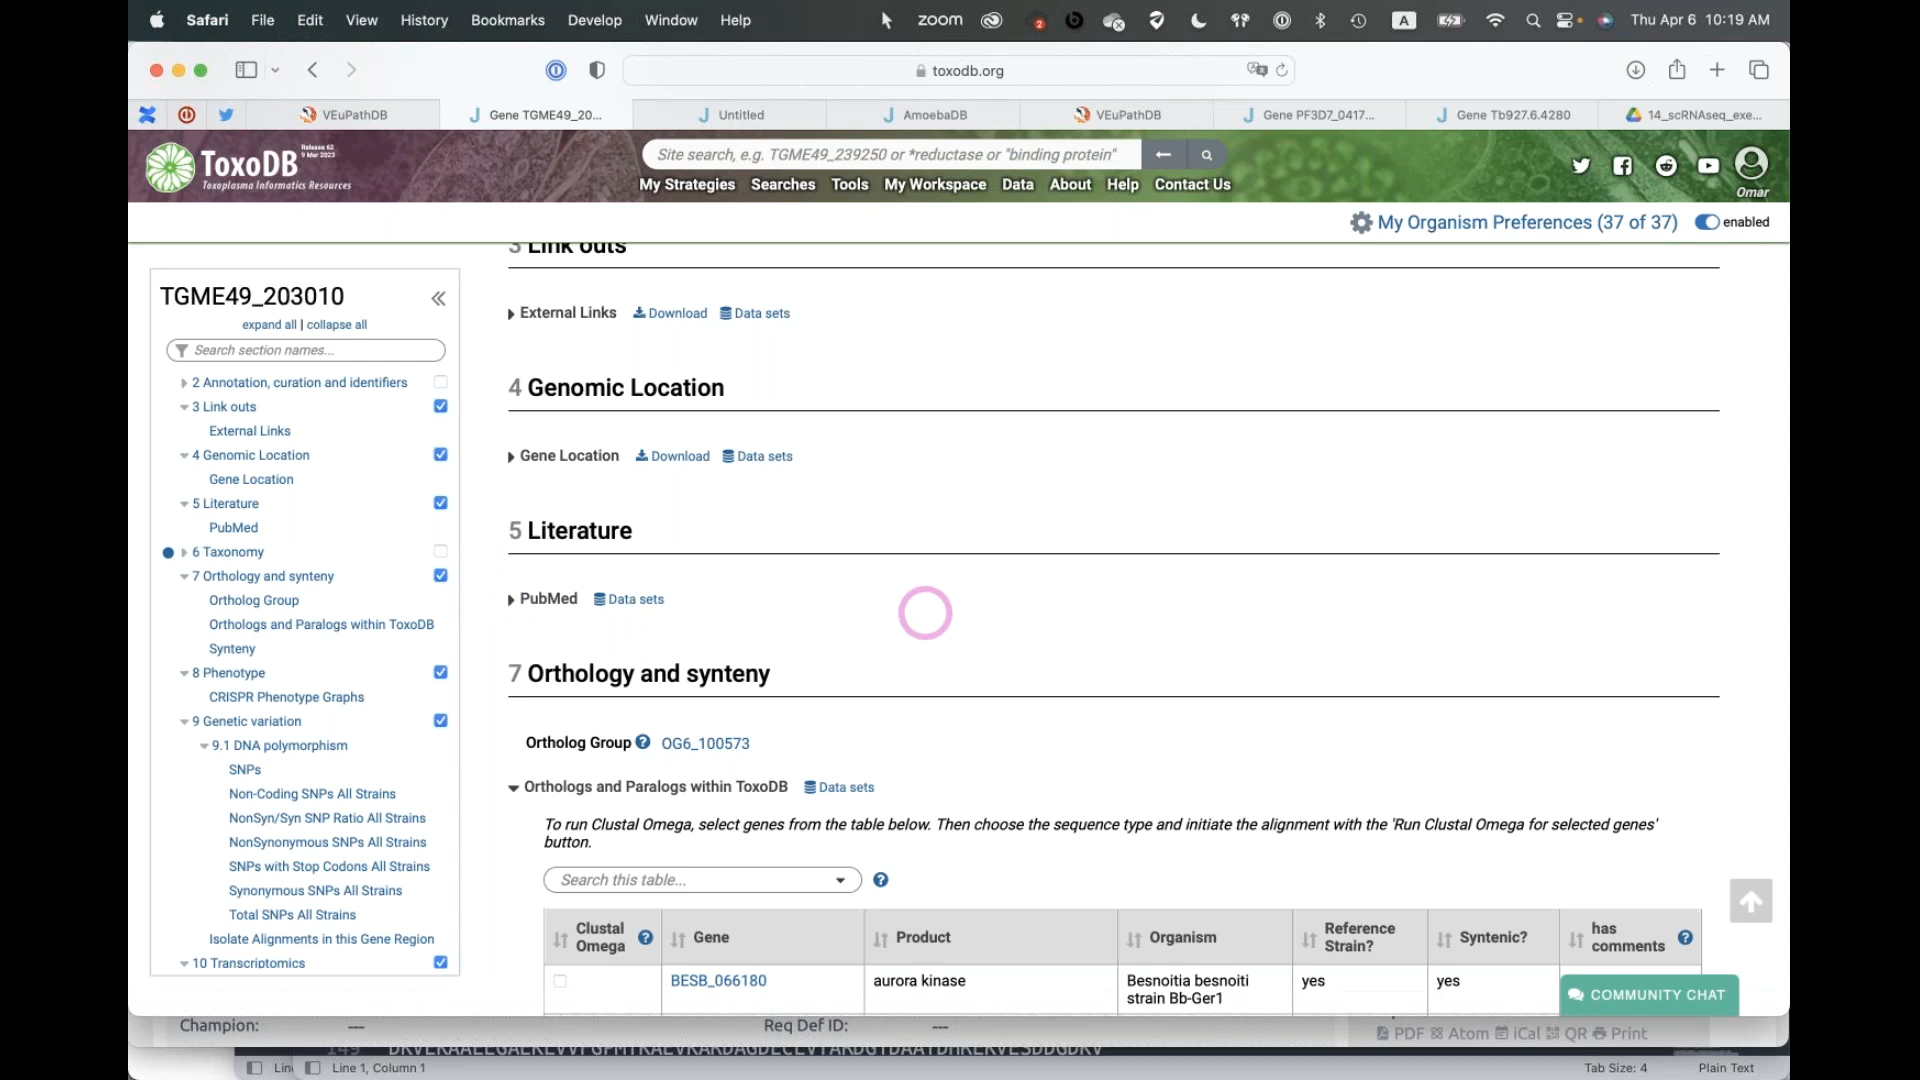 Safari File Edit View History Bookmarks Develop Window Help
zoom 2 A Thu Apr 6 10:19 AM
toxodb.org
VEuPathDB
Gene TGME49_20...
Untitled
AmoebaDB
VEuPathDB
Gene PF3D7_0417...
Gene Tb927.6.4280
14_scRNAseq_exe...
ToxoDB
Release 62
9 Mar 2023
Toxoplasma Informatics Resources
Site search, e.g. TGME49_239250 or *reductase or "binding protein"
My Strategies Searches Tools My Workspace Data About Help Contact Us
Omar
My Organism Preferences (37 of 37) enabled
TGME49_203010
expand all | collapse all
Search section names...
2 Annotation, curation and identifiers
3 Link outs
External Links
4 Genomic Location
Gene Location
5 Literature
PubMed
6 Taxonomy
7 Orthology and synteny
Ortholog Group
Orthologs and Paralogs within ToxoDB
Synteny
8 Phenotype
CRISPR Phenotype Graphs
9 Genetic variation
9.1 DNA polymorphism
SNPs
Non-Coding SNPs All Strains
NonSyn/Syn SNP Ratio All Strains
NonSynonymous SNPs All Strains
SNPs with Stop Codons All Strains
Synonymous SNPs All Strains
Total SNPs All Strains
Isolate Alignments in this Gene Region
10 Transcriptomics
3 Link outs
External Links Download Data sets
4 Genomic Location
Gene Location Download Data sets
5 Literature
PubMed Data sets
7 Orthology and synteny
Ortholog Group OG6_100573
Orthologs and Paralogs within ToxoDB Data sets
To run Clustal Omega, select genes from the table below. Then choose the sequence type and initiate the alignment with the 'Run Clustal Omega for selected genes'
button.
Search this table...
Clustal Omega Gene Product Organism Reference Strain? Syntenic? has comments
BESB_066180 aurora kinase Besnoitia besnoiti strain Bb-Ger1 yes yes
COMMUNITY CHAT
Champion: --- Req Def ID: ---
PDF Atom iCal QR Print
Line 1, Column 1
Tab Size: 4 Plain Text